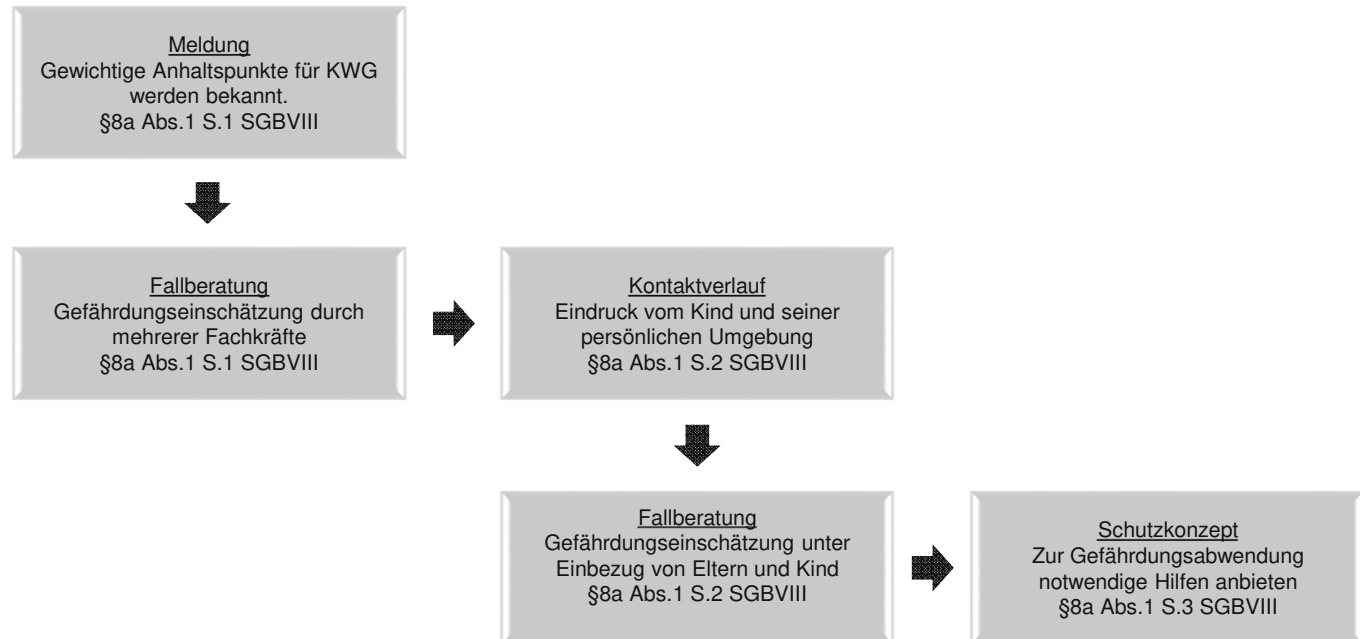 Meldung
Gewichtige Anhaltspunkte für KWG
werden bekannt.
§8a Abs.1 S.1 SGBVIII
Fallberatung
Gefährdungseinschätzung durch
mehrerer Fachkräfte
§8a Abs.1 S.1 SGBVIII
Kontaktverlauf
Eindruck vom Kind und seiner
persönlichen Umgebung
§8a Abs.1 S.2 SGBVIII
Fallberatung
Gefährdungseinschätzung unter
Einbezug von Eltern und Kind
§8a Abs.1 S.2 SGBVIII
Schutzkonzept
Zur Gefährdungsabwendung
notwendige Hilfen anbieten
§8a Abs.1 S.3 SGBVIII